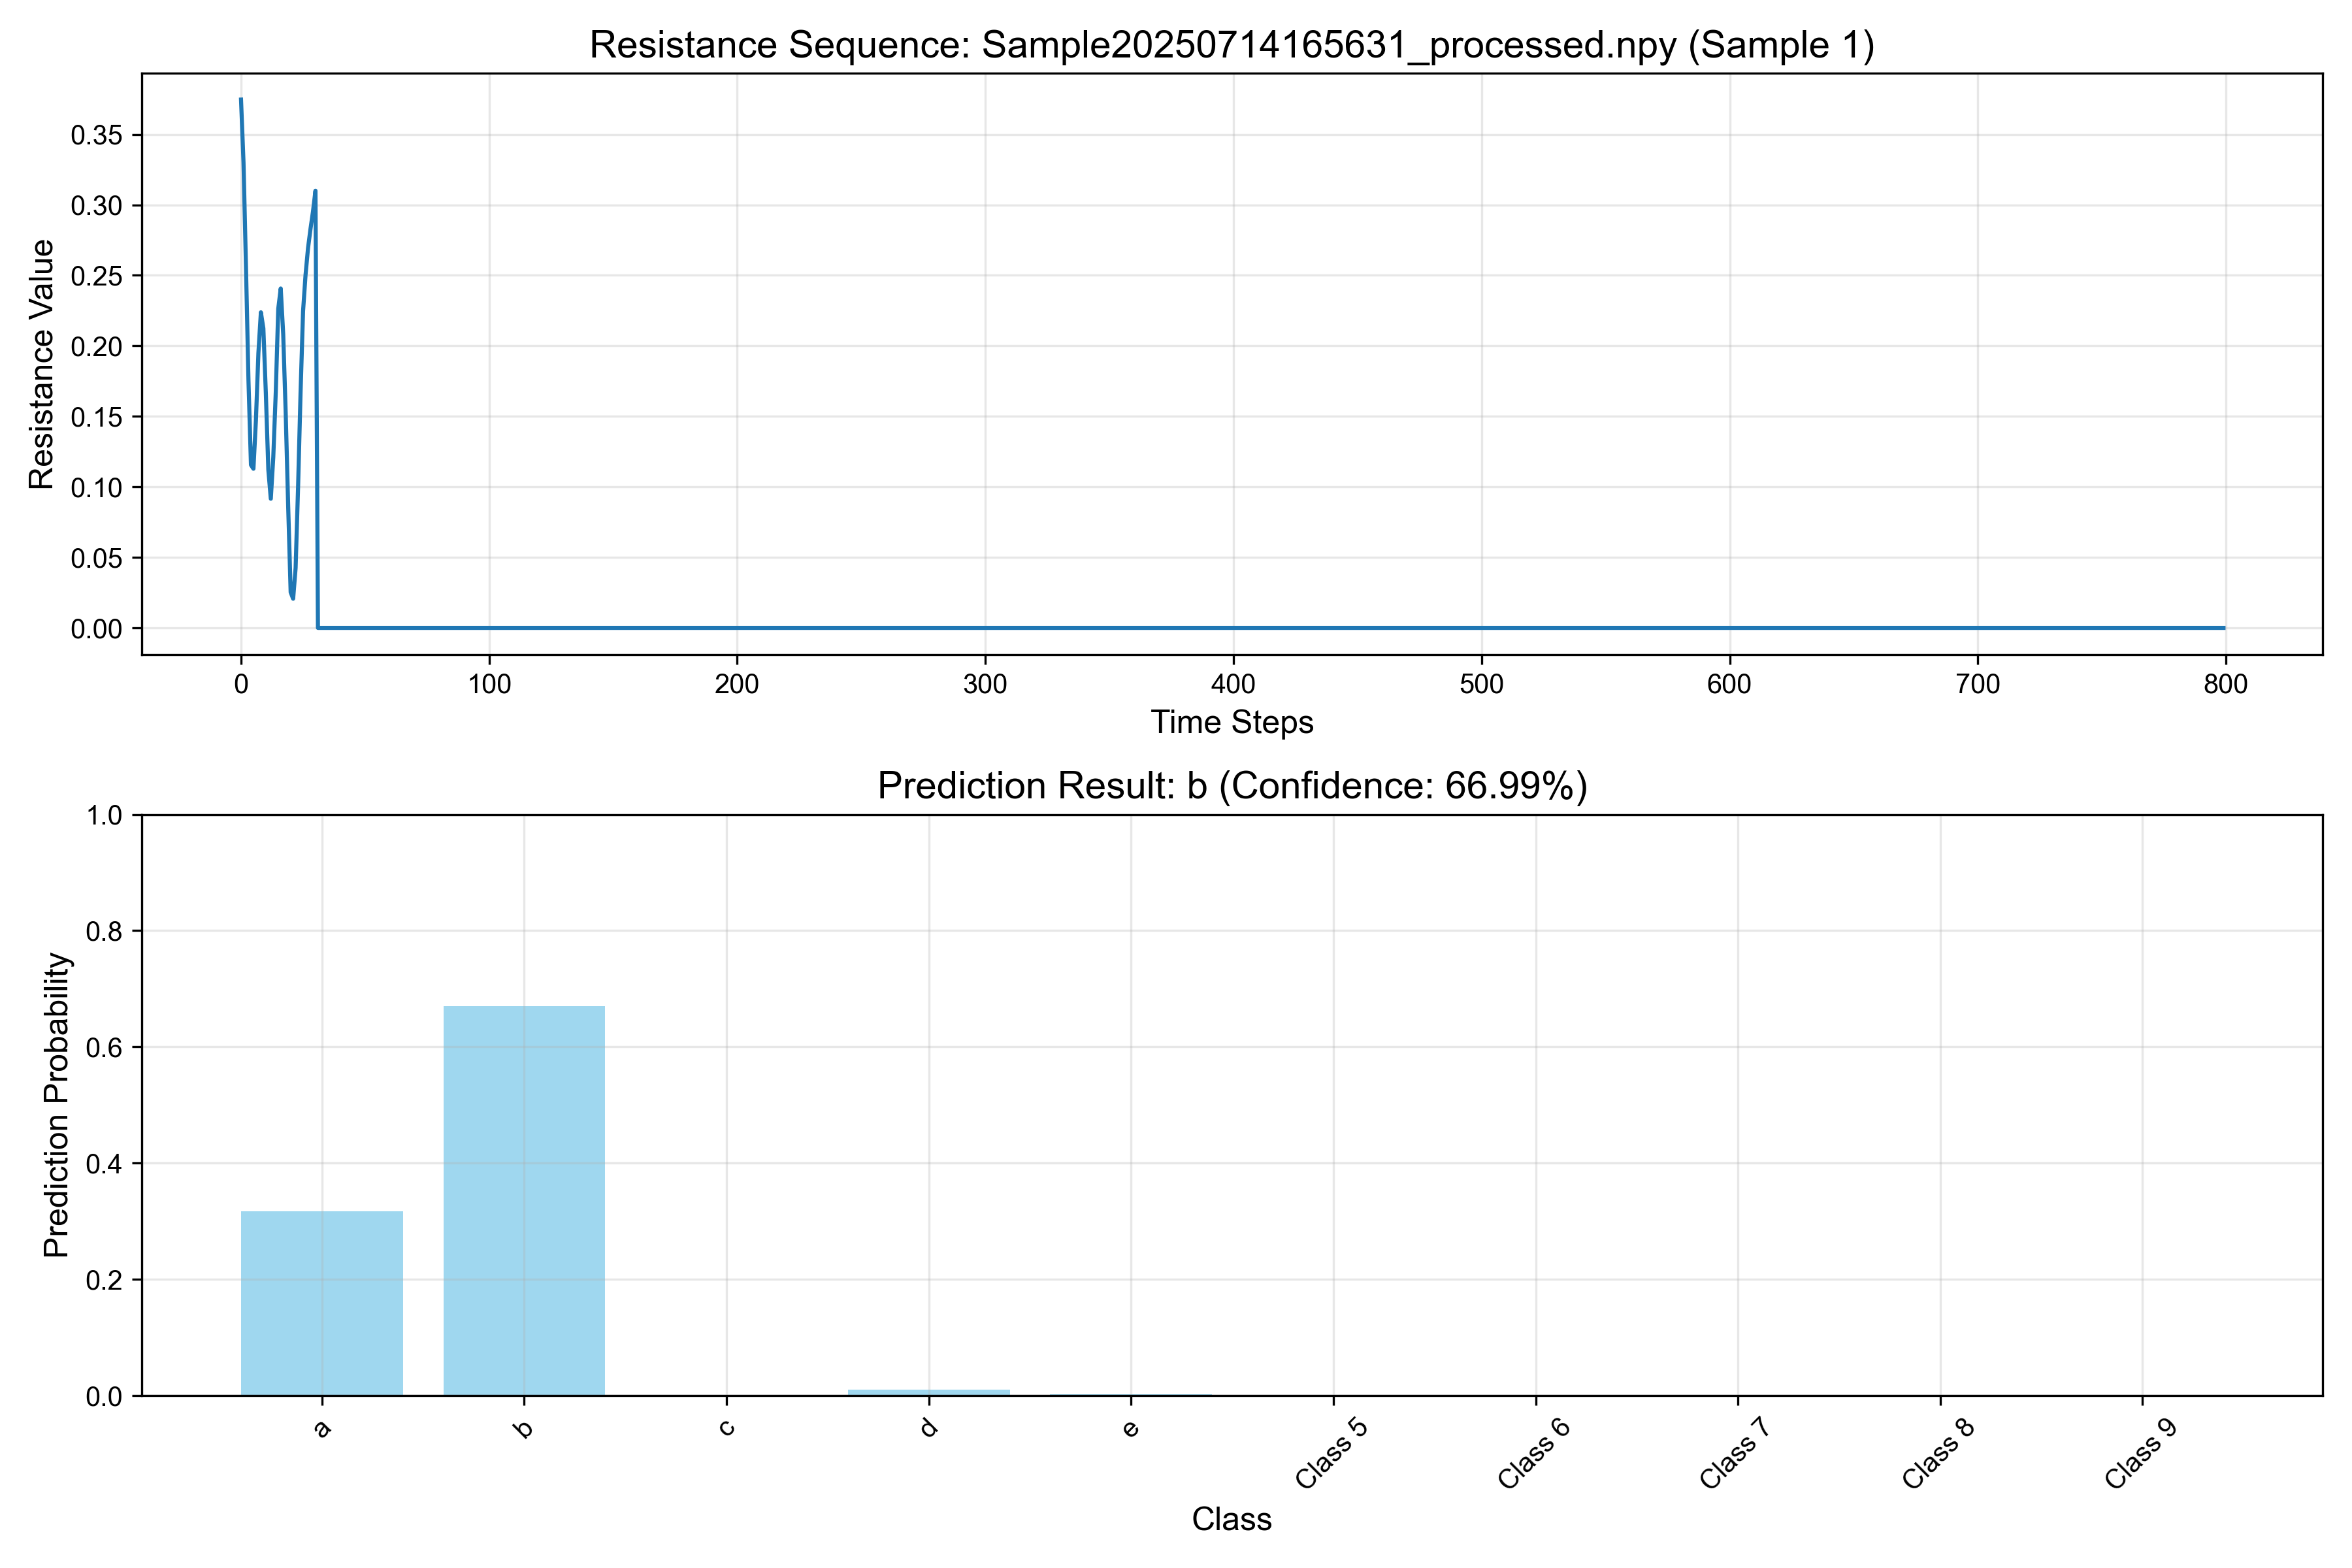 Resistance Sequence: Sample20250714165631_processed.npy (Sample 1)
Resistance Value
0.35
0.30
0.25
0.20
0.15
0.10
0.05
0.00
0 100 200 300 400 500 600 700 800
Time Steps
Prediction Result: b (Confidence: 66.99%)
Prediction Probability
1.0
0.8
0.6
0.4
0.2
0.0
a b c d e Class 5 Class 6 Class 7 Class 8 Class 9
Class